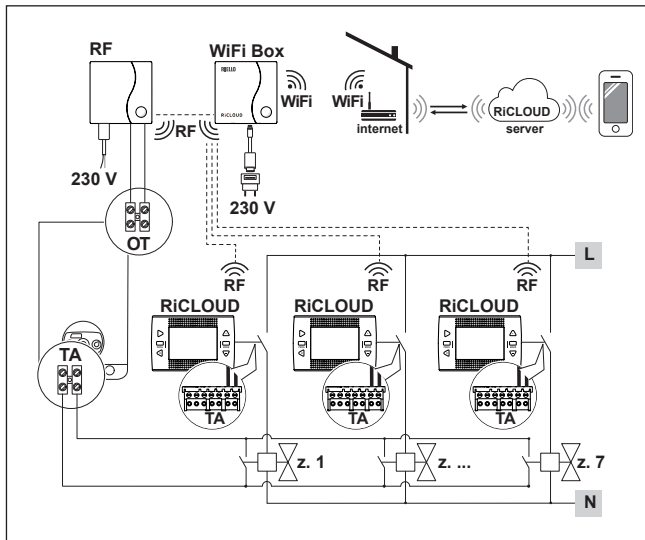 RF
WiFi Box
RIELLO
RiCLOUD
WiFi
WiFi
RF
internet
RiCLOUD
server
230 V
230 V
OT
L
RF
RF
RF
RiCLOUD
RiCLOUD
RiCLOUD
TA
TA
TA
TA
z. 1
z. ...
z. 7
N